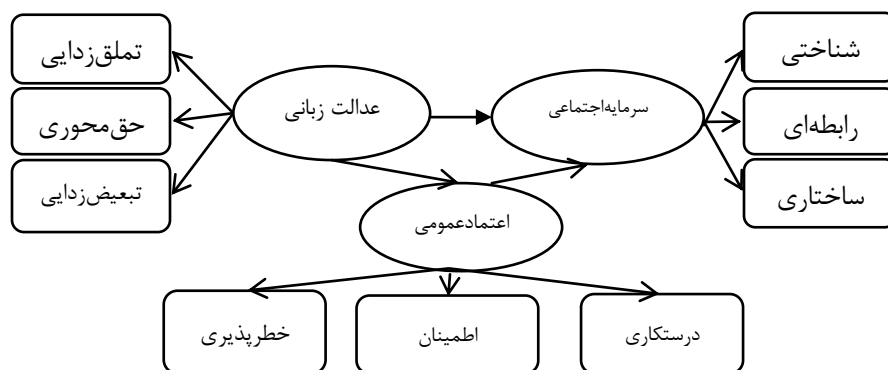 تملق‌زدایی
حق‌محوری
تبعیض‌زدایی
عدالت زبانی
سرمایه‌اجتماعی
شناختی
رابطه‌ای
ساختاری
اعتمادعمومی
خطرپذیری
اطمینان
درستکاری